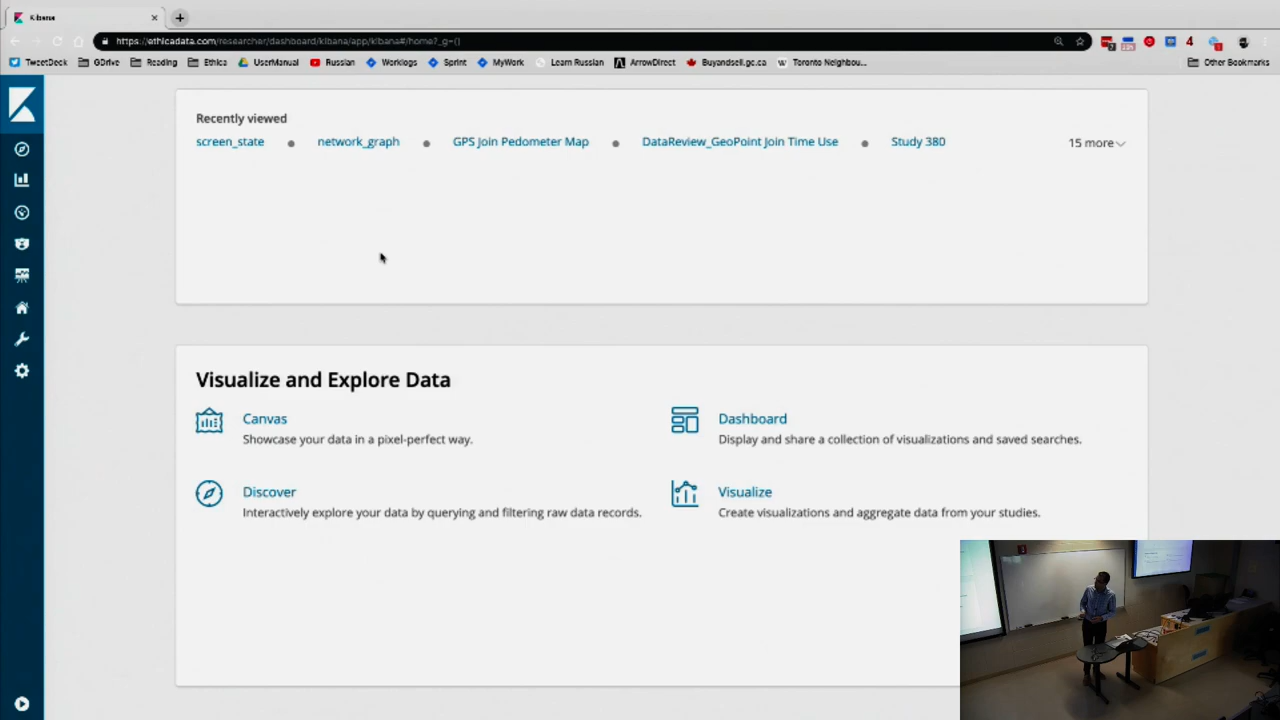 Kibana
https://ethicadata.com/researcher/dashboard/kibana/app/kibana#/home?_g=()
TweetDeck GDrive Reading Ethica UserManual Russian Worklogs Sprint MyWork Learn Russian ArrowDirect Buyandsell.gc.ca Toronto Neighbou... Other Bookmarks
Recently viewed
screen_state network_graph GPS Join Pedometer Map DataReview_GeoPoint Join Time Use Study 380 15 more
Visualize and Explore Data
Canvas
Showcase your data in a pixel-perfect way.
Dashboard
Display and share a collection of visualizations and saved searches.
Discover
Interactively explore your data by querying and filtering raw data records.
Visualize
Create visualizations and aggregate data from your studies.